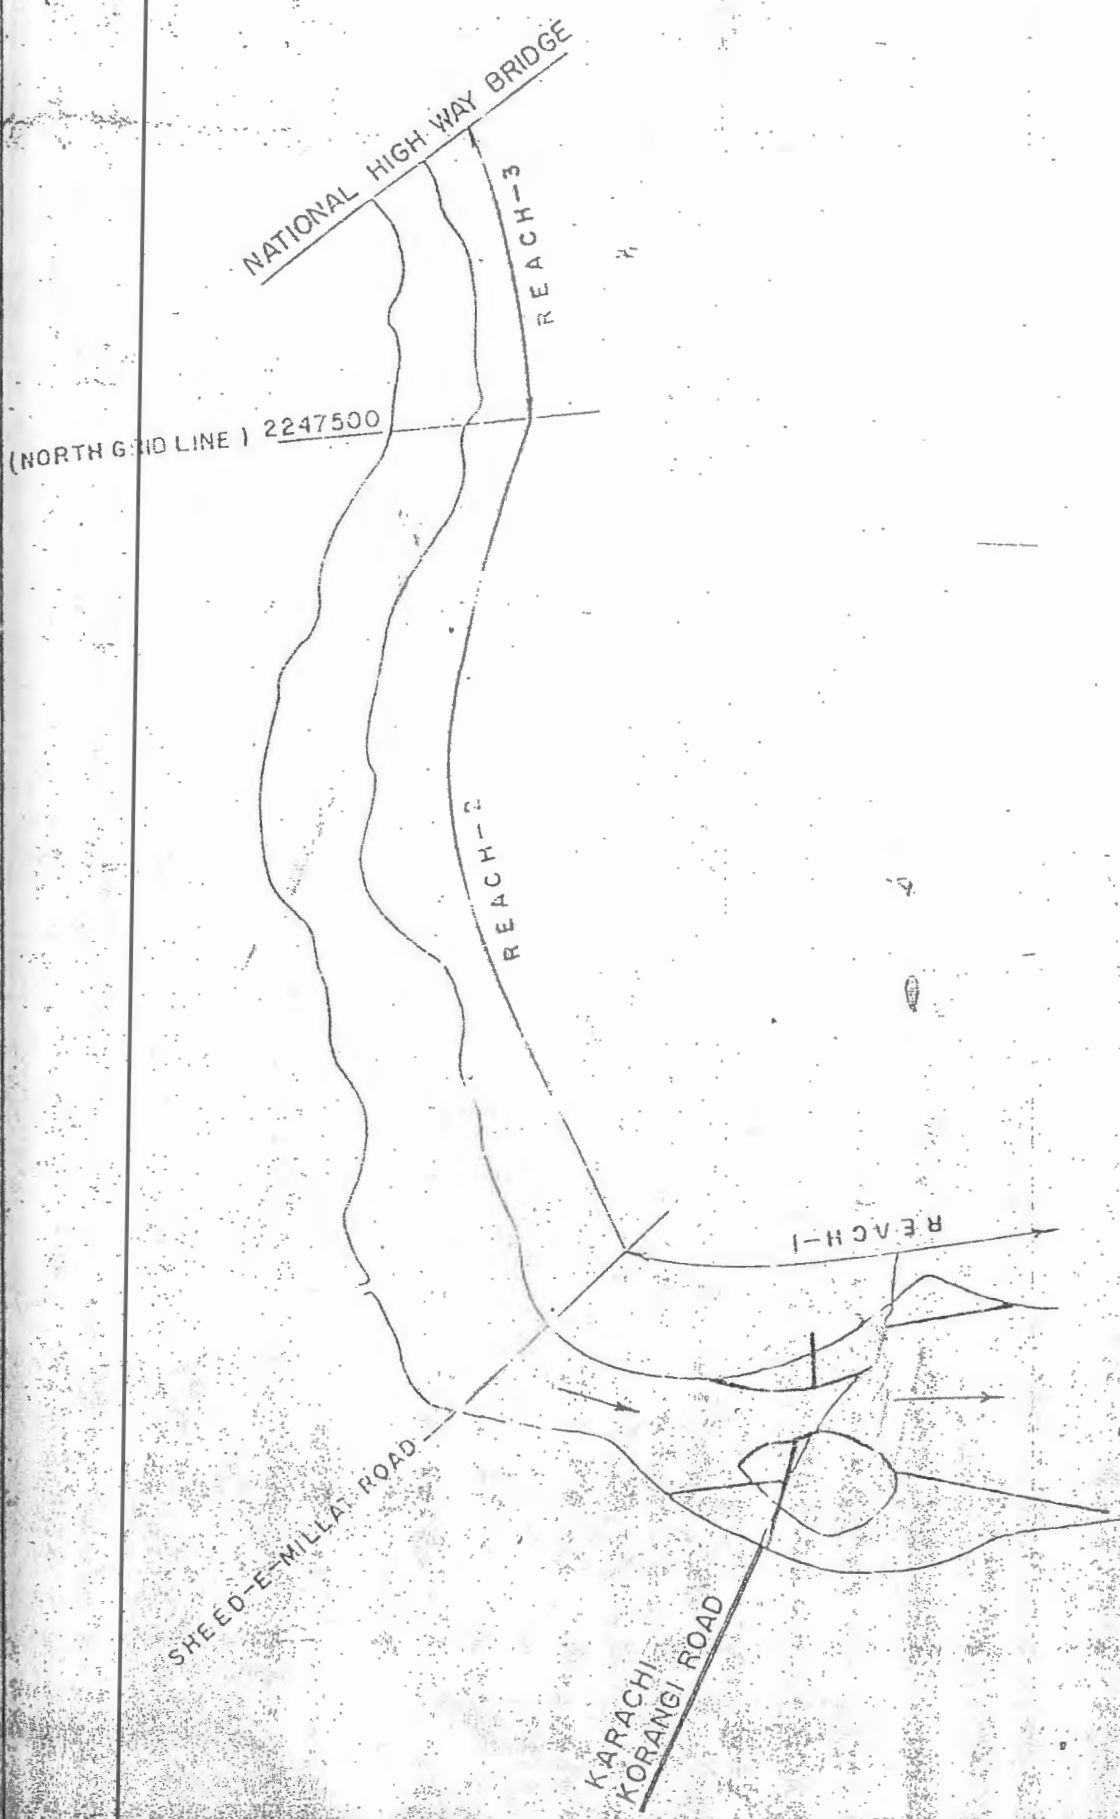 NATIONAL HIGH WAY BRIDGE
REACH-3
(NORTH GRID LINE) 2247500
REACH-2
REACH-1
SHEED-E-MILLAT ROAD
KARACHI
KORANGI ROAD